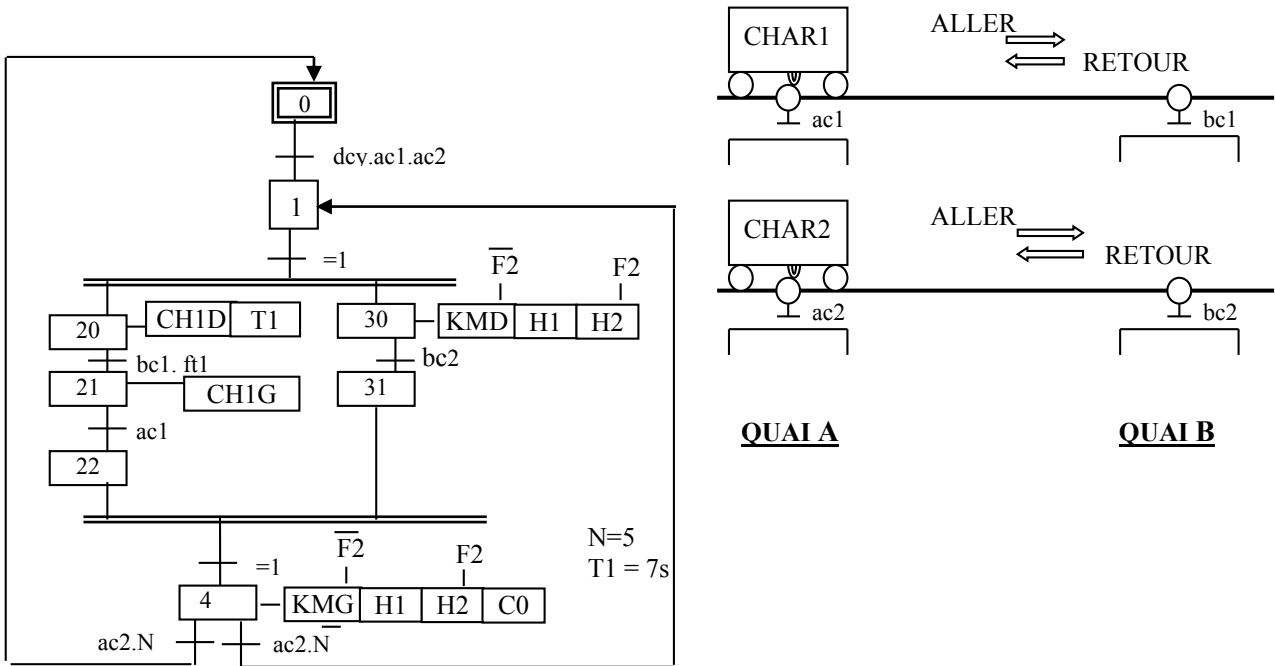 0
dcy.ac1.ac2
1
=1
20
CH1D T1
bc1. ft1
21
CH1G
ac1
22
F̅2̅ F2
30
KMD H1 H2
bc2
31
=1
F̅2̅ F2
4
KMG H1 H2 C0
ac2.N
ac2.N̅
N=5
T1 = 7s
CHAR1
ALLER
RETOUR
ac1
bc1
CHAR2
ALLER
RETOUR
ac2
bc2
QUAI A
QUAI B